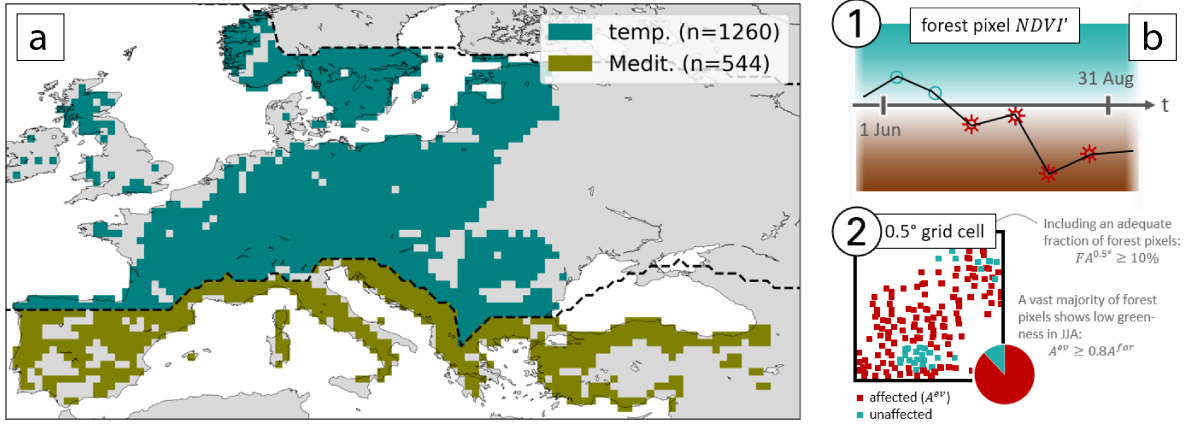 a
temp. (n=1260)
Medit. (n=544)
1
forest pixel NDVI'
b
31 Aug
t
1 Jun
2
0.5° grid cell
Including an adequate
fraction of forest pixels:
FA^0.5° ≥ 10%
A vast majority of forest
pixels shows low green-
ness in JJA:
A^ev ≥ 0.8A^for
affected (A^ev)
unaffected